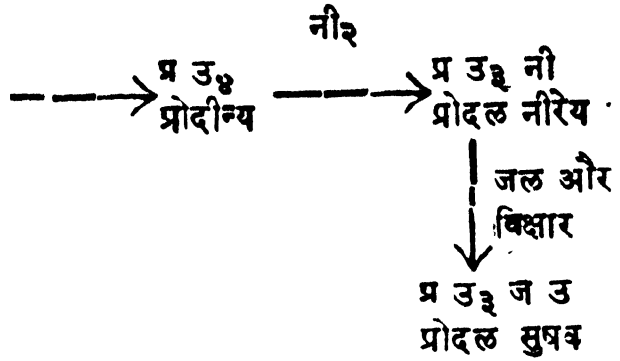 नी२
प्र उ४
प्रोदीन्य
प्र उ३ नी
प्रोदल नीरेय
जल और
विक्षार
प्र उ३ ज उ
प्रोदल सुषव